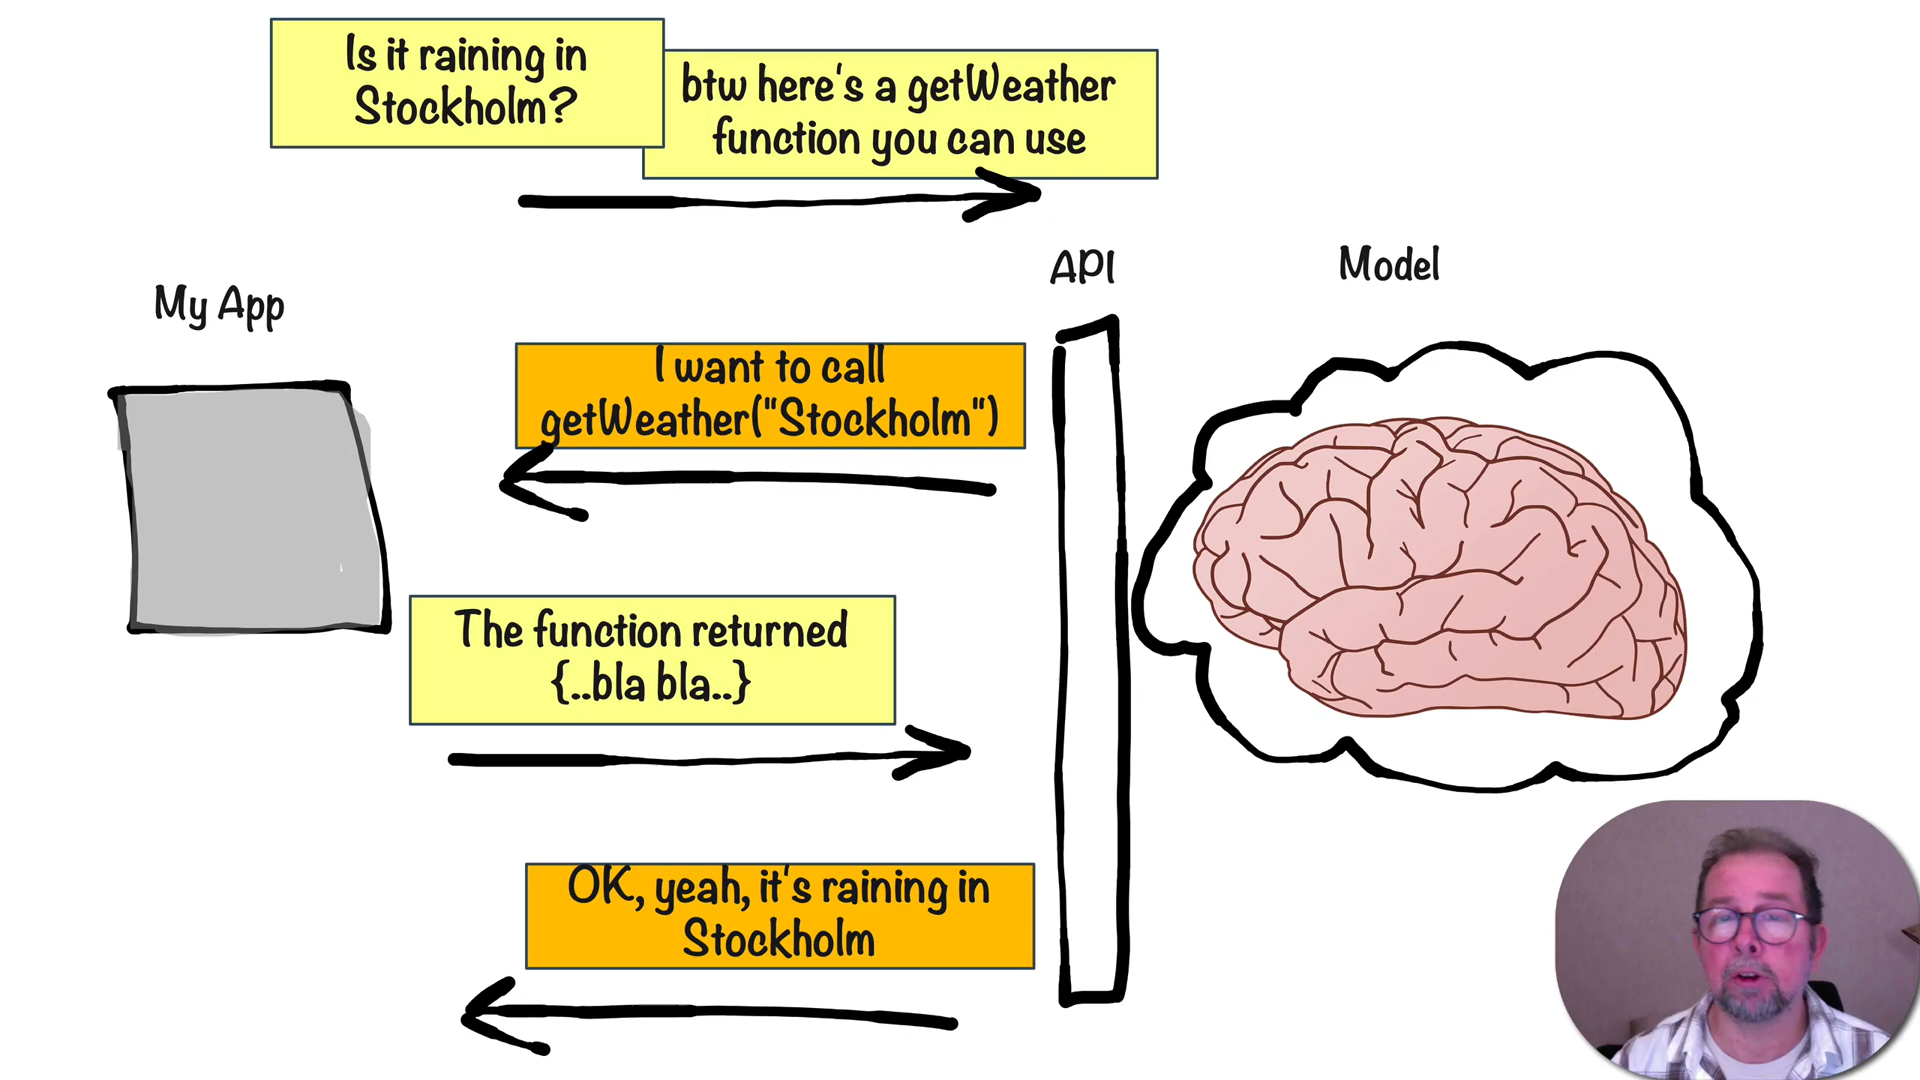 Is it raining in
Stockholm?
btw here's a getWeather
function you can use
API
Model
My App
I want to call
getWeather("Stockholm")
The function returned
{..bla bla..}
OK, yeah, it's raining in
Stockholm